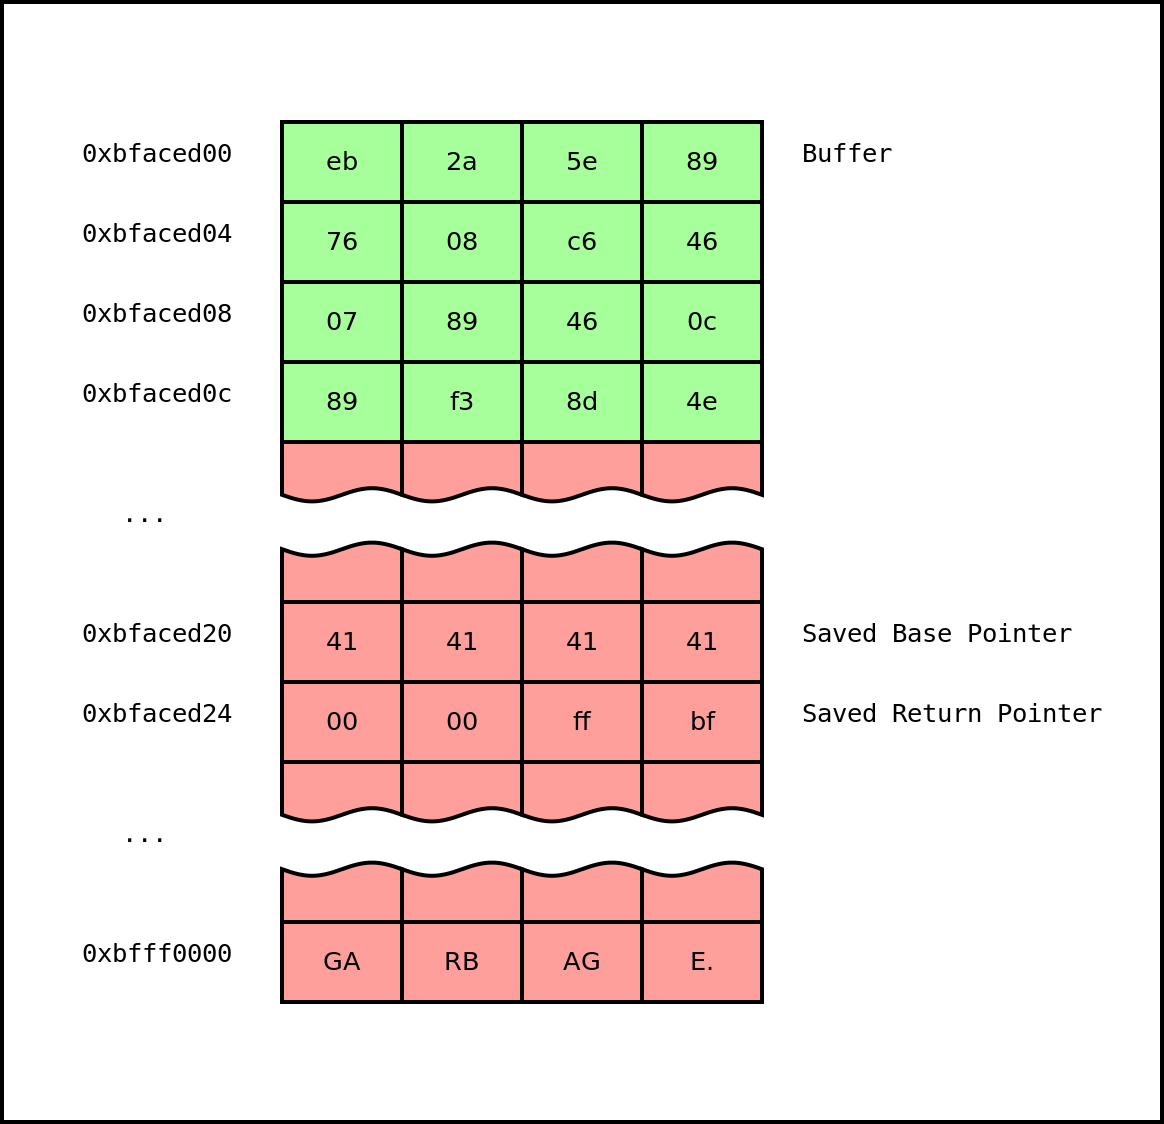 0xbfaced00 eb 2a 5e 89 Buffer
0xbfaced04 76 08 c6 46
0xbfaced08 07 89 46 0c
0xbfaced0c 89 f3 8d 4e
...
0xbfaced20 41 41 41 41 Saved Base Pointer
0xbfaced24 00 00 ff bf Saved Return Pointer
...
0xbfff0000 GA RB AG E.